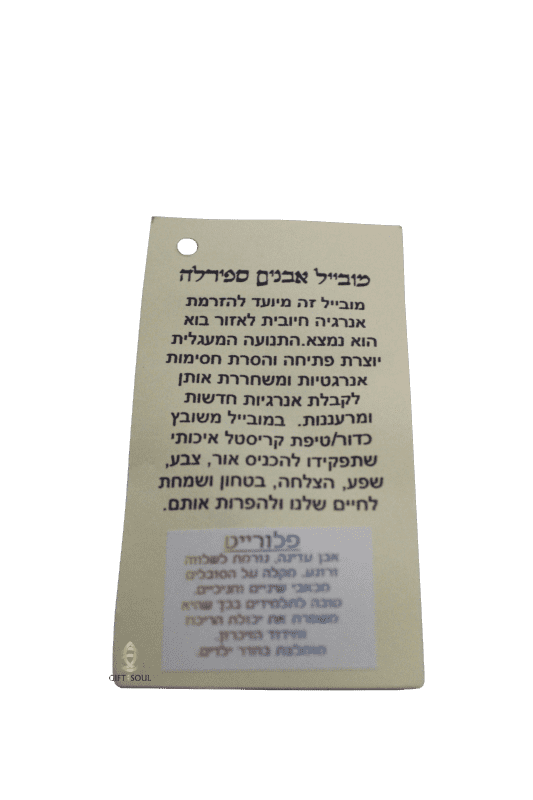 מובייל אבנים ספירלה
מובייל זה מיועד להזרמת
אנרגיה חיובית לאזור בוא
הוא נמצא.התנועה המעגלית
יוצרת פתיחה והסרת חסימות
אנרגטיות ומשחררת אותן
לקבלת אנרגיות חדשות
ומרעננות. במובייל משובץ
כדור/טיפת קריסטל איכותי
שתפקידו להכניס אור, צבע,
שפע, הצלחה, בטחון ושמחת
לחיים שלנו ולהפרות אותם.
פלורייט
אבן עדינה, גורמת לשלווה
ורוגע. מקלה על הסובלים
מכאבי שיניים וחניכיים.
טובה לתלמידים בכך שהיא
משפרת את יכולת הריכוז
וחידוד הזיכרון.
מומלצת בחדר ילדים.
GIFT SOUL